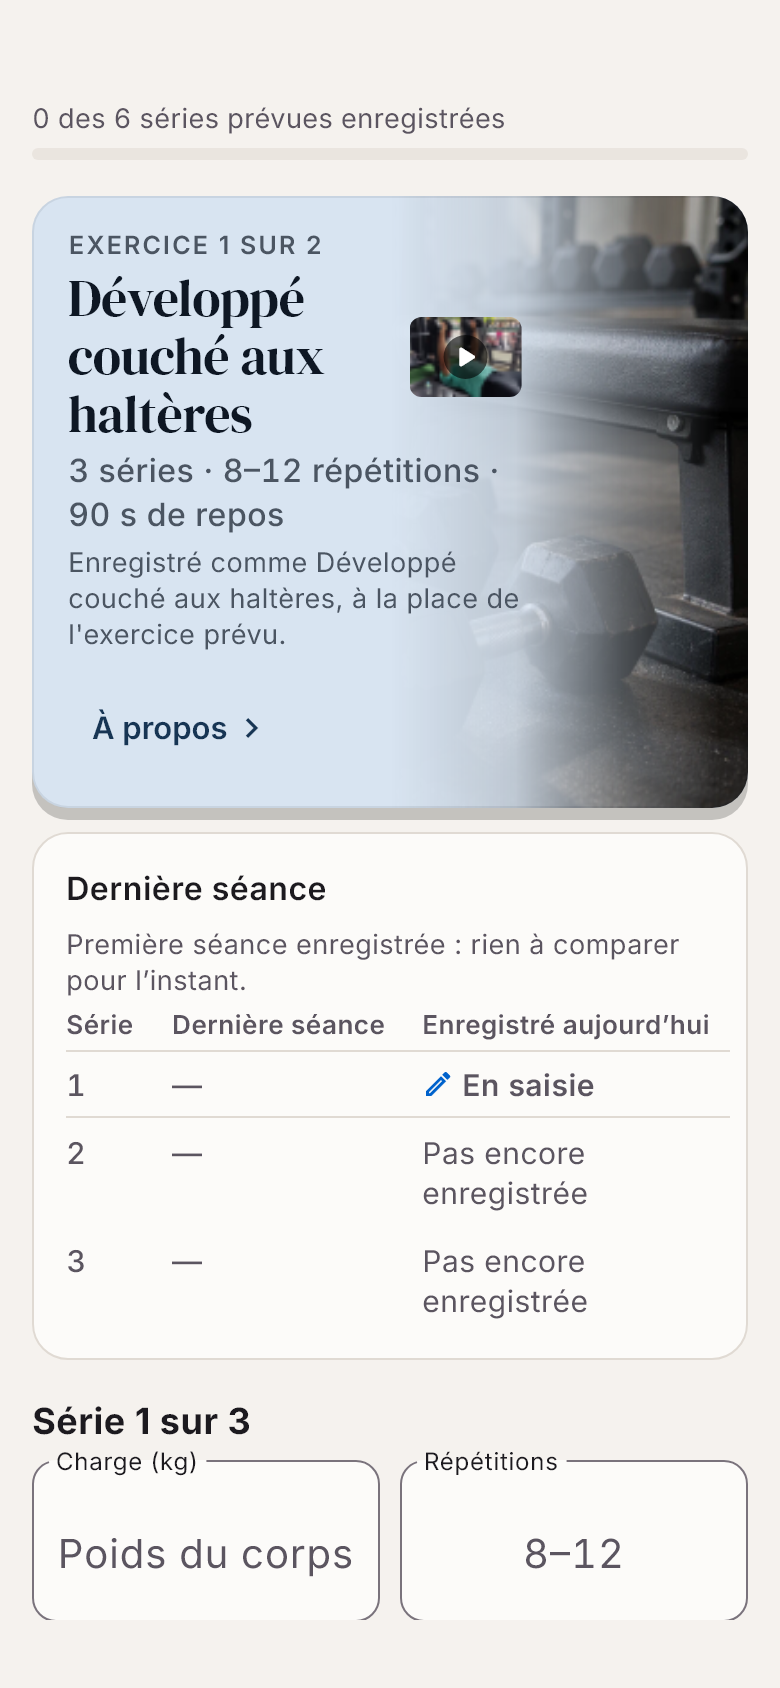 0 des 6 séries prévues enregistrées
EXERCICE 1 SUR 2
Développé
couché aux
haltères
3 séries · 8–12 répétitions ·
90 s de repos
Enregistré comme Développé
couché aux haltères, à la place de
l'exercice prévu.
À propos
Dernière séance
Première séance enregistrée : rien à comparer
pour l’instant.
Série Dernière séance Enregistré aujourd’hui
1 — En saisie
2 — Pas encore
enregistrée
3 — Pas encore
enregistrée
Série 1 sur 3
Charge (kg) Répétitions
Poids du corps 8–12